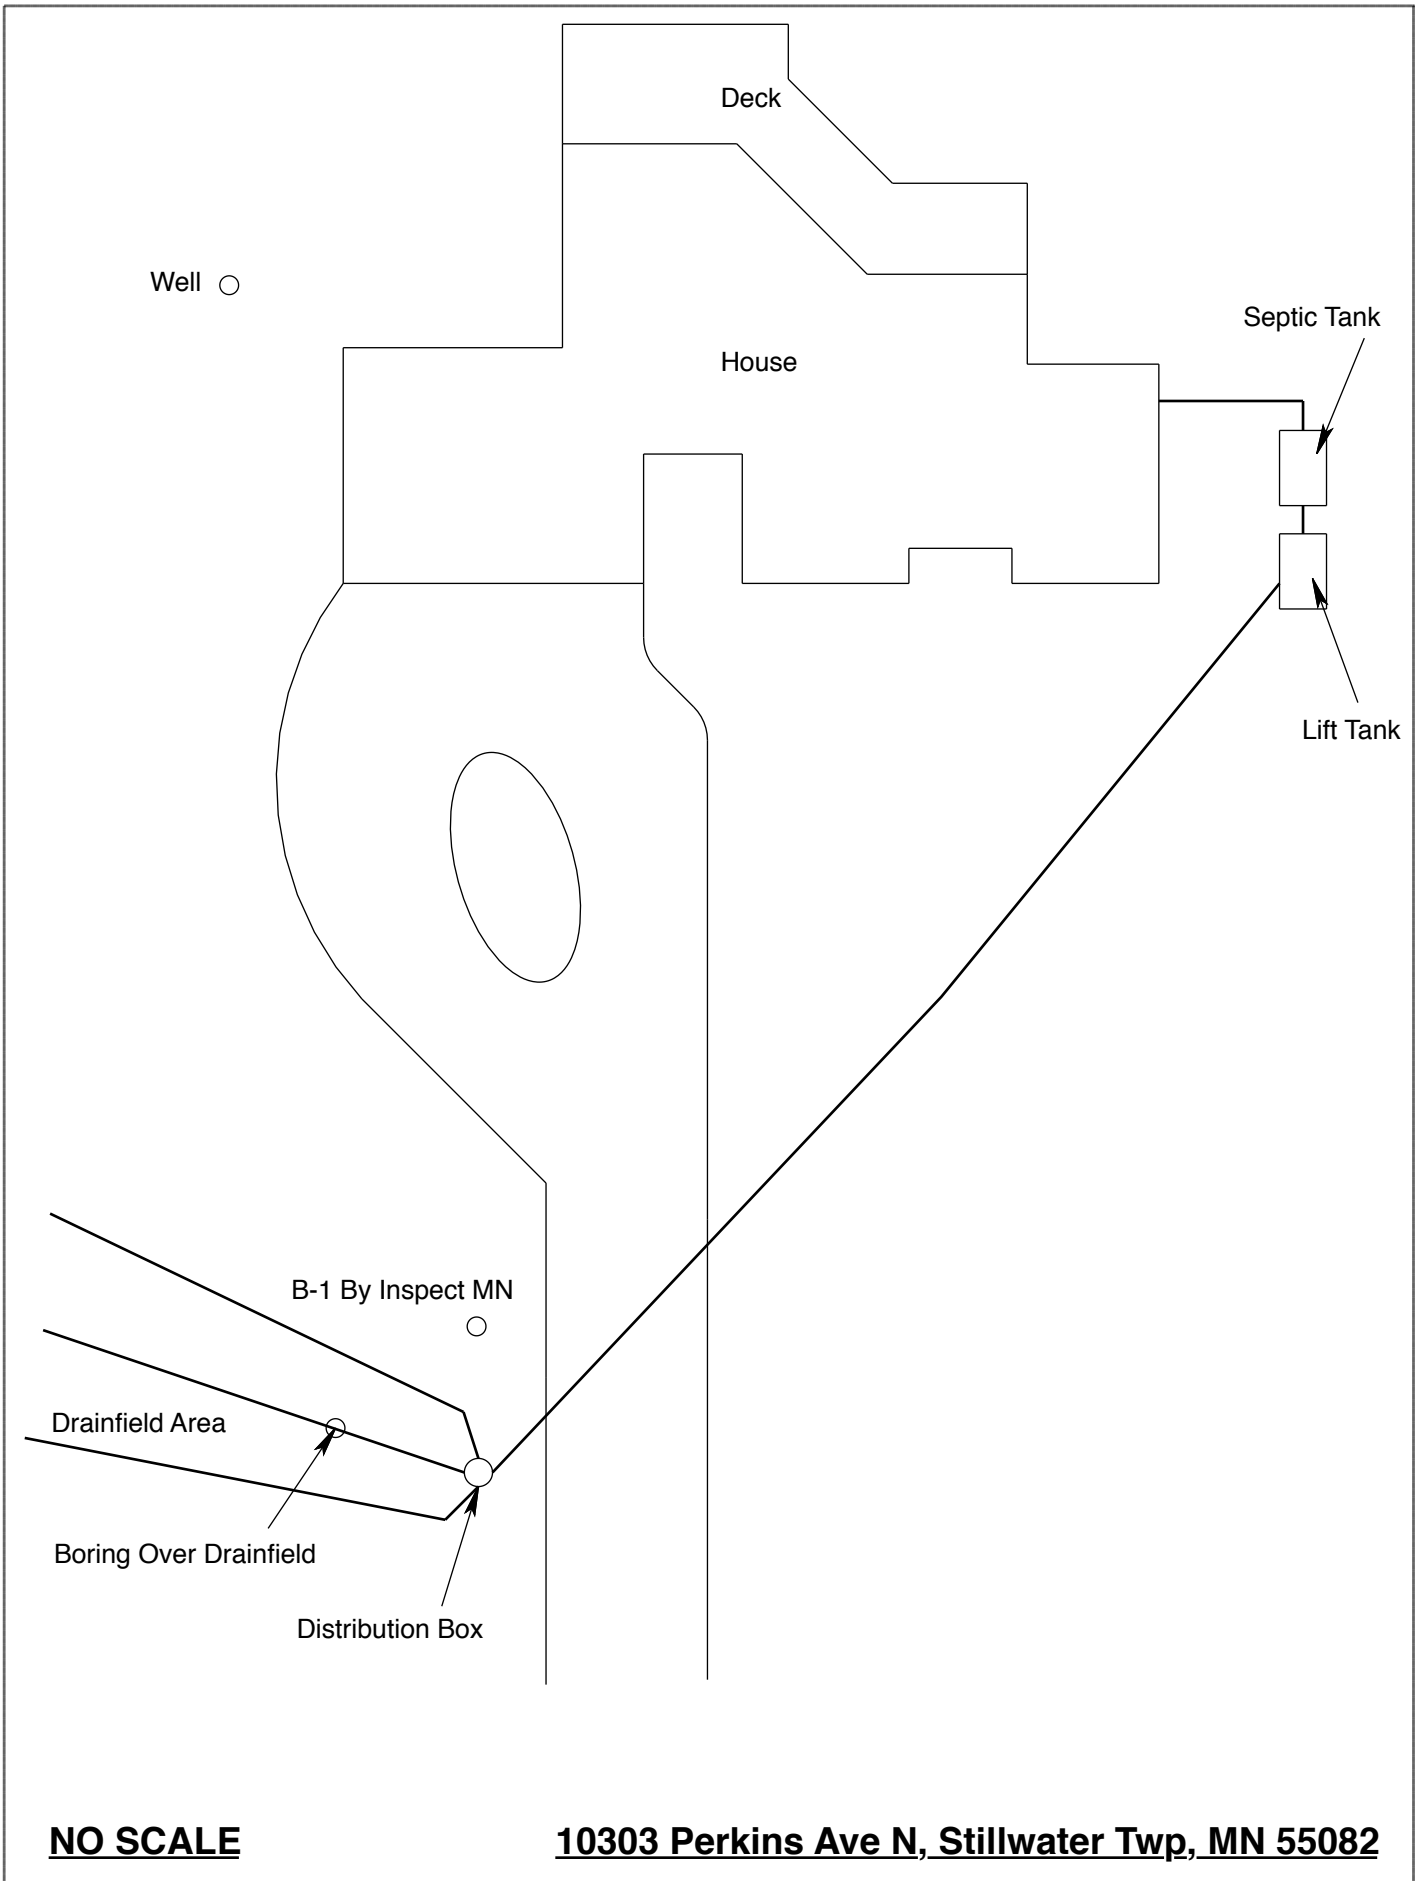 Deck
Well
Septic Tank
House
Lift Tank
B-1 By Inspect MN
Drainfield Area
Boring Over Drainfield
Distribution Box
NO SCALE
10303 Perkins Ave N, Stillwater Twp, MN 55082